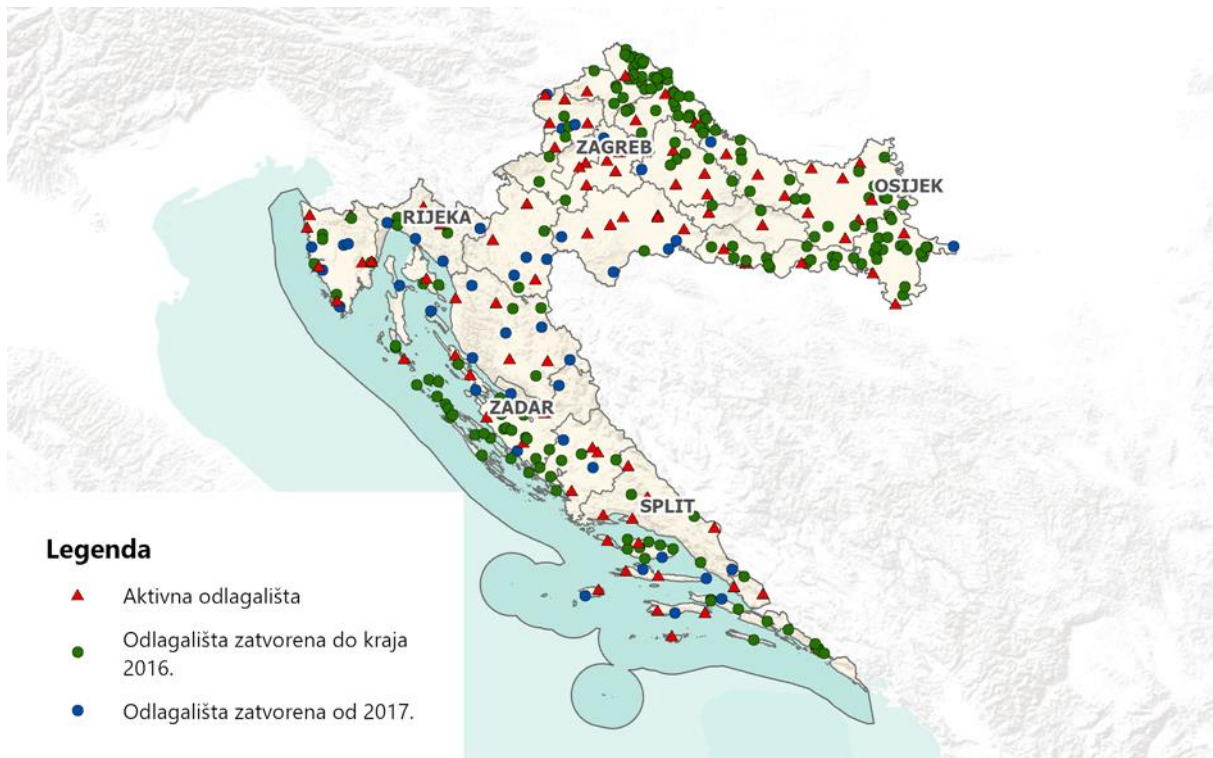 ZAGREB
OSIJEK
RIJEKA
ZADAR
SPLIT
Legenda
Aktivna odlagališta
Odlagališta zatvorena do kraja
2016.
Odlagališta zatvorena od 2017.